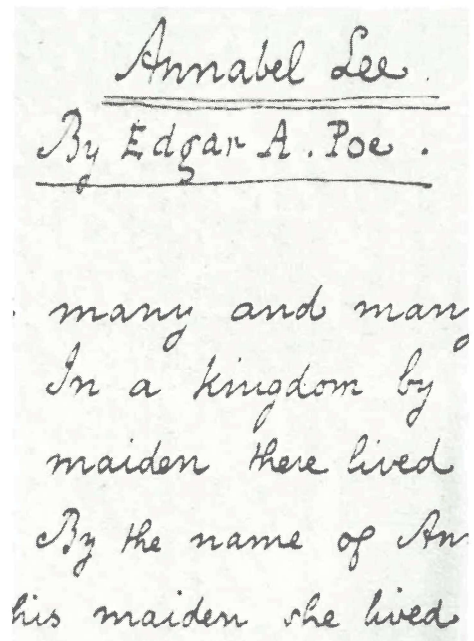 Annabel Lee.
By Edgar A. Poe.
many and many
In a kingdom by
maiden there lived
By the name of An
his maiden she lived